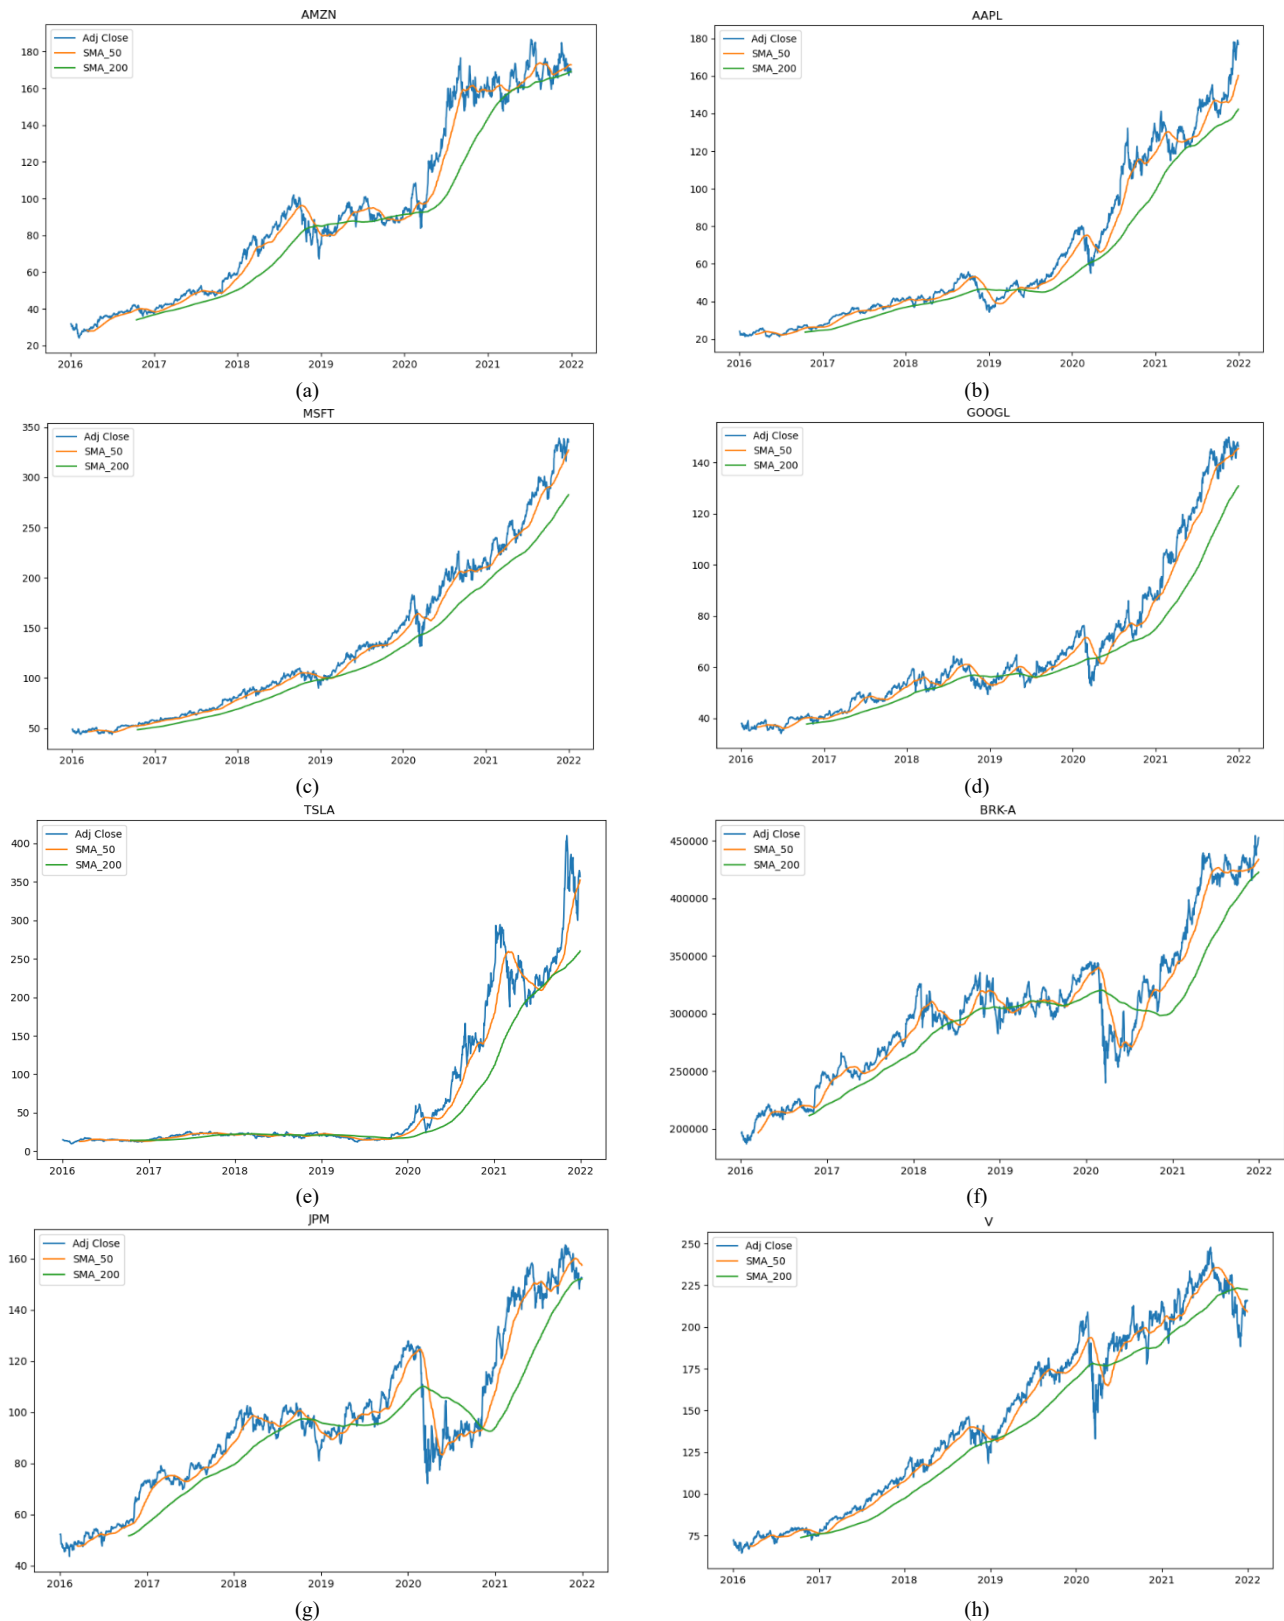 AMZN
Adj Close
SMA_50
SMA_200
180
160
140
120
100
80
60
40
20
2016 2017 2018 2019 2020 2021 2022
(a)
AAPL
Adj Close
SMA_50
SMA_200
180
160
140
120
100
80
60
40
20
2016 2017 2018 2019 2020 2021 2022
(b)
MSFT
Adj Close
SMA_50
SMA_200
350
300
250
200
150
100
50
2016 2017 2018 2019 2020 2021 2022
(c)
GOOGL
Adj Close
SMA_50
SMA_200
140
120
100
80
60
40
2016 2017 2018 2019 2020 2021 2022
(d)
TSLA
Adj Close
SMA_50
SMA_200
400
350
300
250
200
150
100
50
0
2016 2017 2018 2019 2020 2021 2022
(e)
BRK-A
Adj Close
SMA_50
SMA_200
450000
400000
350000
300000
250000
200000
2016 2017 2018 2019 2020 2021 2022
(f)
JPM
Adj Close
SMA_50
SMA_200
160
140
120
100
80
60
40
2016 2017 2018 2019 2020 2021 2022
(g)
V
Adj Close
SMA_50
SMA_200
250
225
200
175
150
125
100
75
2016 2017 2018 2019 2020 2021 2022
(h)